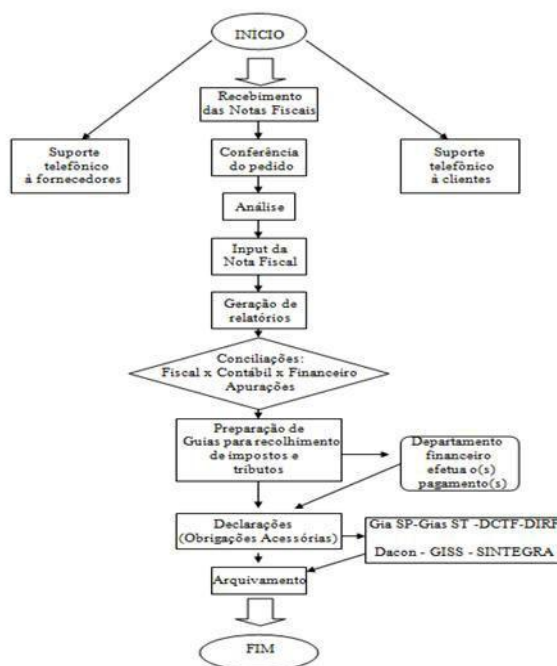 INÍCIO
Recebimento
das Notas Fiscais
Suporte
telefônico
à fornecedores
Conferência
do pedido
Suporte
telefônico
à clientes
Análise
Input da
Nota Fiscal
Geração de
relatórios
Conciliações:
Fiscal x Contábil x Financeiro
Apurações
Preparação de
Guias para recolhimento
de impostos e
tributos
Departamento
financeiro
efetua o(s)
pagamento(s)
Declarações
(Obrigações Acessórias)
Gia SP-Gias ST -DCTF-DIRF
Dacon - GISS - SINTEGRA
Arquivamento
FIM